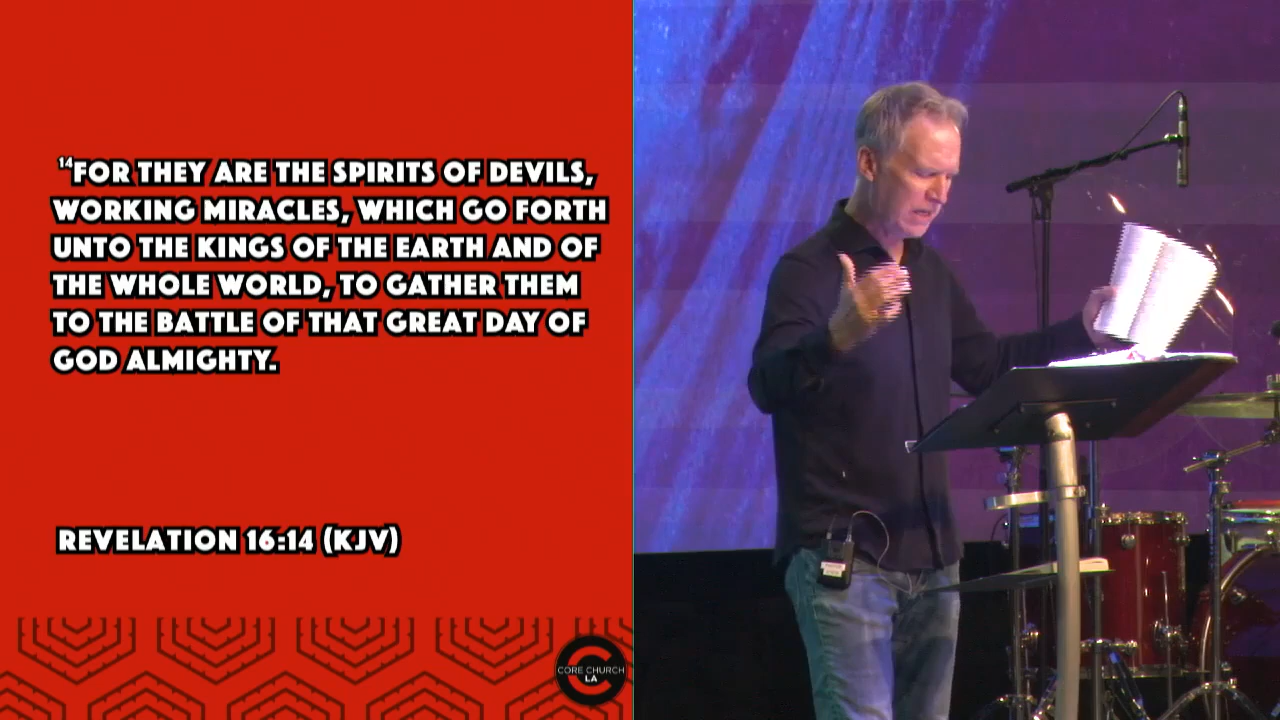 ¹⁴FOR THEY ARE THE SPIRITS OF DEVILS,
WORKING MIRACLES, WHICH GO FORTH
UNTO THE KINGS OF THE EARTH AND OF
THE WHOLE WORLD, TO GATHER THEM
TO THE BATTLE OF THAT GREAT DAY OF
GOD ALMIGHTY.
REVELATION 16:14 (KJV)
CORE CHURCH
LA